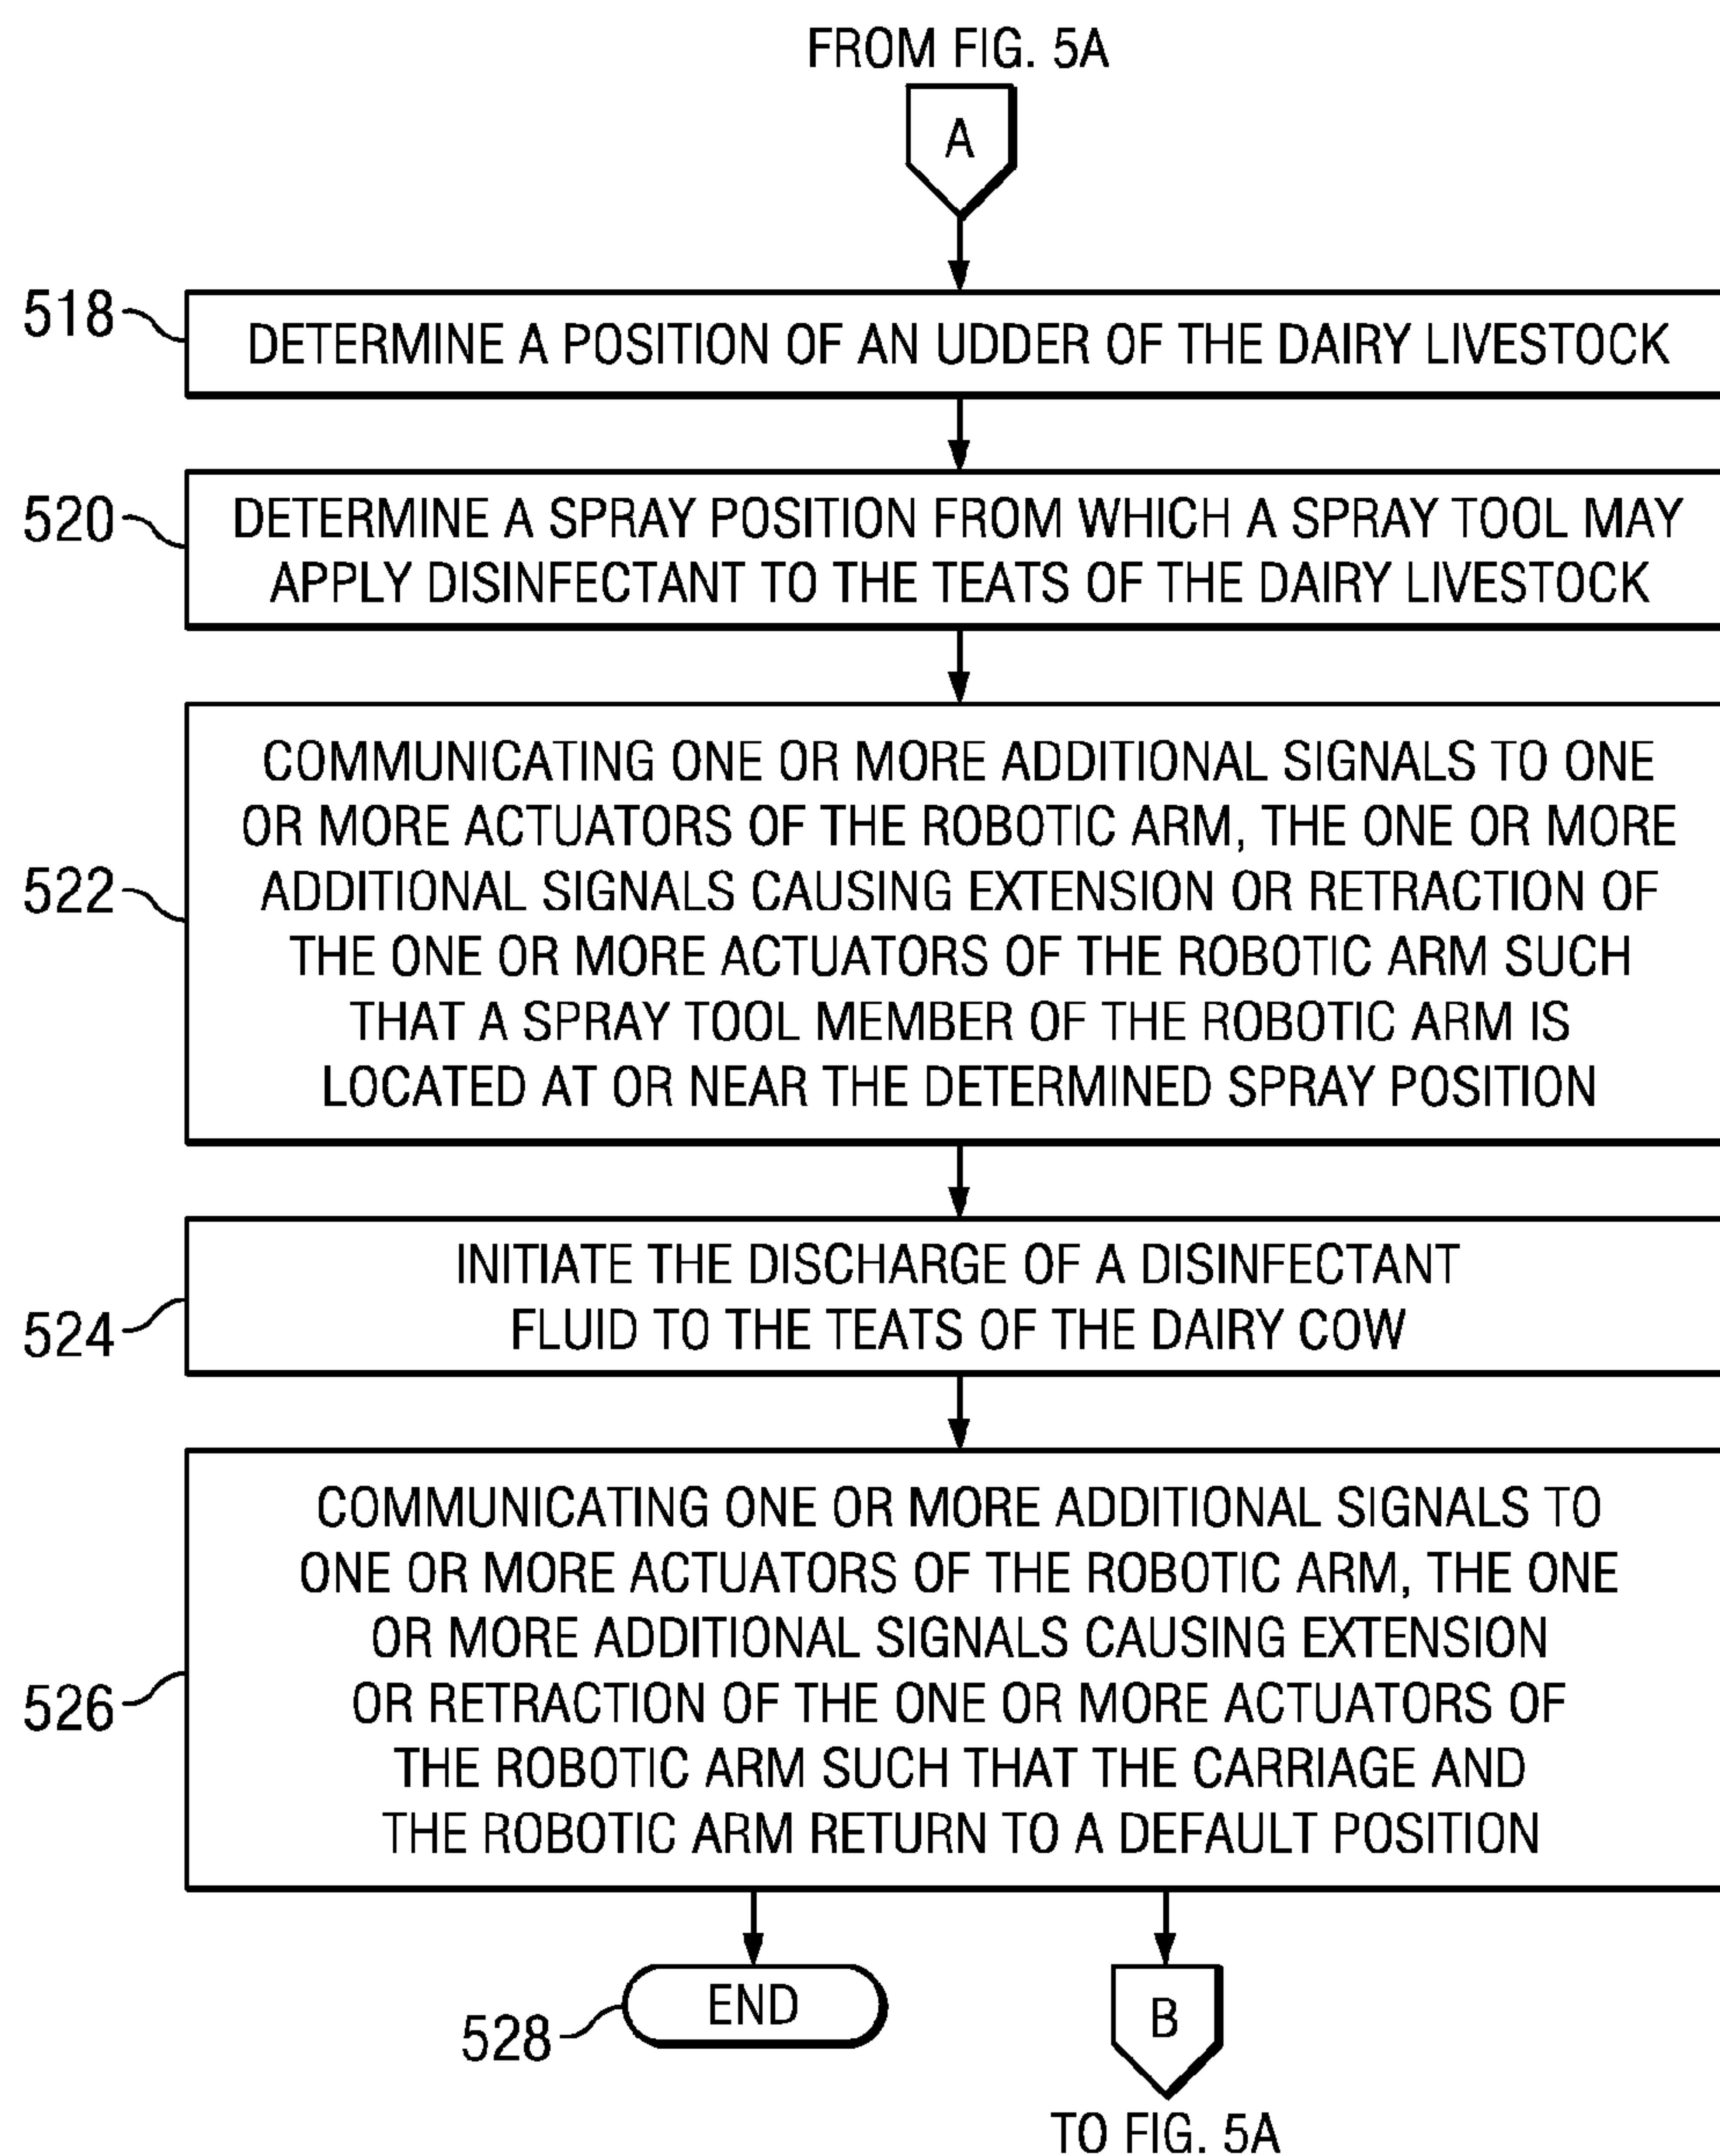 FROM FIG. 5A
A
518
DETERMINE A POSITION OF AN UDDER OF THE DAIRY LIVESTOCK
520
DETERMINE A SPRAY POSITION FROM WHICH A SPRAY TOOL MAY
APPLY DISINFECTANT TO THE TEATS OF THE DAIRY LIVESTOCK
522
COMMUNICATING ONE OR MORE ADDITIONAL SIGNALS TO ONE
OR MORE ACTUATORS OF THE ROBOTIC ARM, THE ONE OR MORE
ADDITIONAL SIGNALS CAUSING EXTENSION OR RETRACTION OF
THE ONE OR MORE ACTUATORS OF THE ROBOTIC ARM SUCH
THAT A SPRAY TOOL MEMBER OF THE ROBOTIC ARM IS
LOCATED AT OR NEAR THE DETERMINED SPRAY POSITION
524
INITIATE THE DISCHARGE OF A DISINFECTANT
FLUID TO THE TEATS OF THE DAIRY COW
526
COMMUNICATING ONE OR MORE ADDITIONAL SIGNALS TO
ONE OR MORE ACTUATORS OF THE ROBOTIC ARM, THE ONE
OR MORE ADDITIONAL SIGNALS CAUSING EXTENSION
OR RETRACTION OF THE ONE OR MORE ACTUATORS OF
THE ROBOTIC ARM SUCH THAT THE CARRIAGE AND
THE ROBOTIC ARM RETURN TO A DEFAULT POSITION
528
END
B
TO FIG. 5A